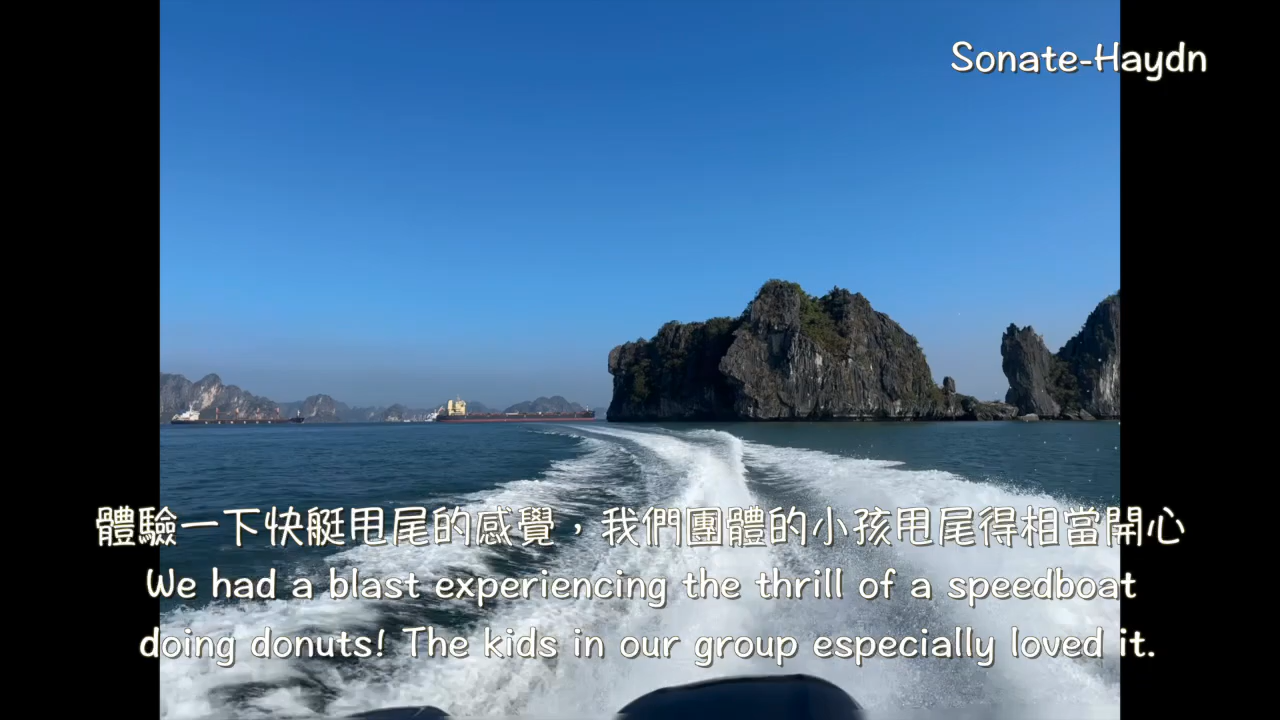 Sonate-Haydn
體驗一下快艇甩尾的感覺，我們團體的小孩甩尾得相當開心
We had a blast experiencing the thrill of a speedboat
doing donuts! The kids in our group especially loved it.